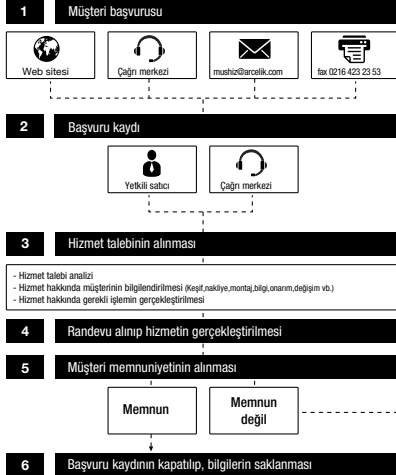 1 Müşteri başvurusu
Web sitesi
Çağrı merkezi
mushiz@arcelik.com
fax 0216 423 23 53
2 Başvuru kaydı
Yetkili satıcı
Çağrı merkezi
3 Hizmet talebinin alınması
- Hizmet talebi analizi
- Hizmet hakkında müşterinin bilgilendirilmesi (Keşif,nakliye,montaj,bilgi,onarım,değişim vb.)
- Hizmet hakkında gerekli işlemin gerçekleştirilmesi
4 Randevu alınıp hizmetin gerçekleştirilmesi
5 Müşteri memnuniyetinin alınması
Memnun
Memnun
değil
6 Başvuru kaydının kapatılıp, bilgilerin saklanması